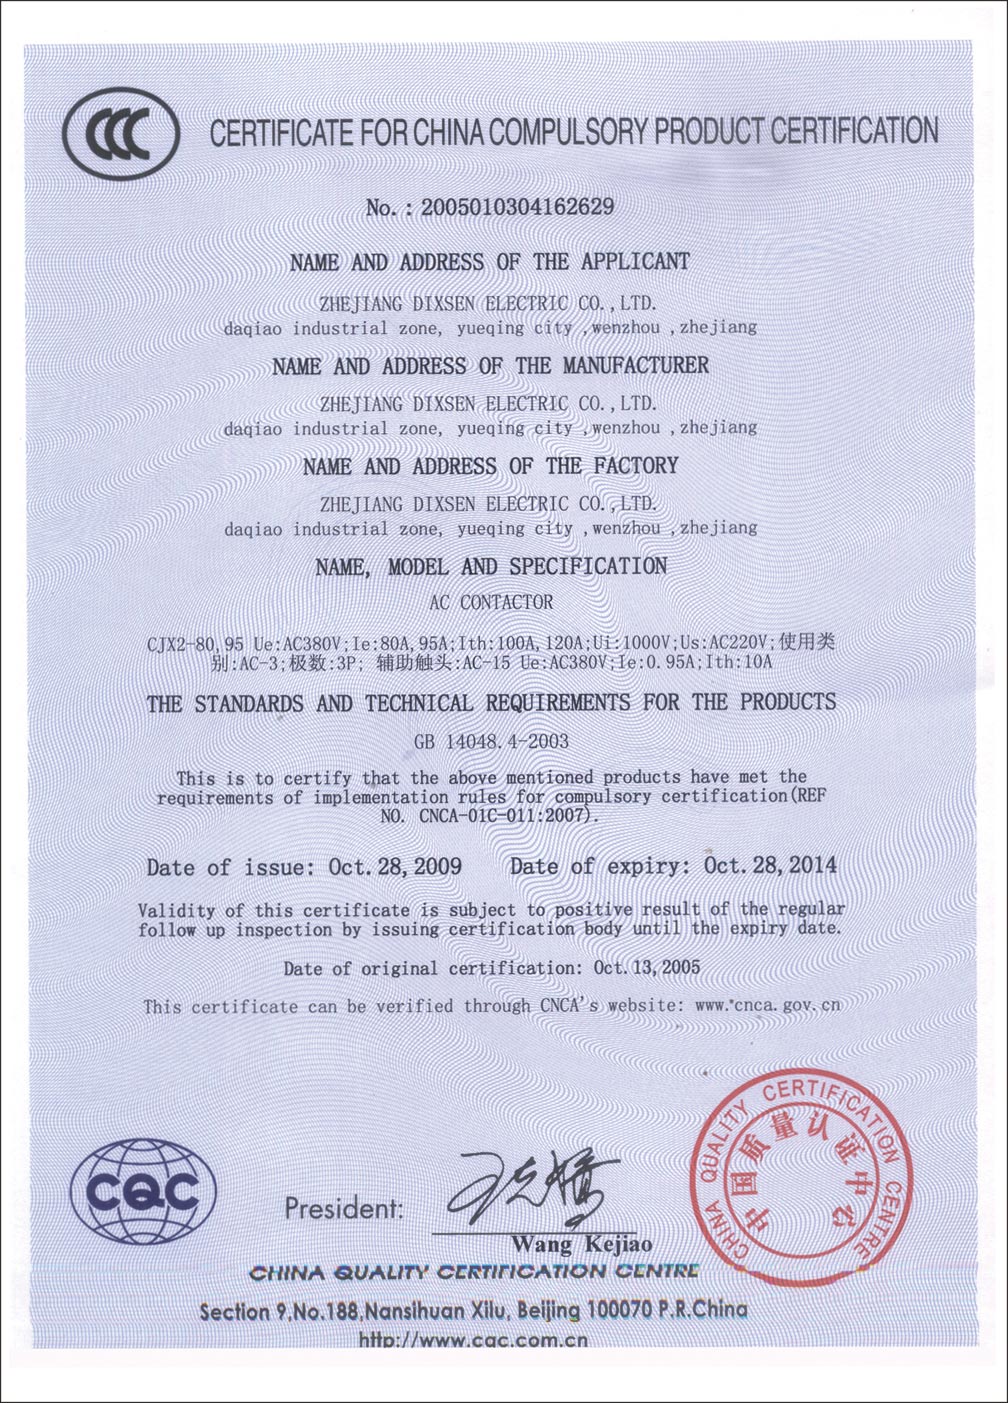 CCC
CERTIFICATE FOR CHINA COMPULSORY PRODUCT CERTIFICATION
No.: 2005010304162629
NAME AND ADDRESS OF THE APPLICANT
ZHEJIANG DIXSEN ELECTRIC CO.,LTD.
daqiao industrial zone, yueqing city ,wenzhou ,zhejiang
NAME AND ADDRESS OF THE MANUFACTURER
ZHEJIANG DIXSEN ELECTRIC CO.,LTD.
daqiao industrial zone, yueqing city ,wenzhou ,zhejiang
NAME AND ADDRESS OF THE FACTORY
ZHEJIANG DIXSEN ELECTRIC CO.,LTD.
daqiao industrial zone, yueqing city ,wenzhou ,zhejiang
NAME, MODEL AND SPECIFICATION
AC CONTACTOR
CJX2-80,95 Ue:AC380V;Ie:80A,95A;Ith:100A,120A;Ui:1000V;Us:AC220V;使用类
别:AC-3;极数:3P; 辅助触头:AC-15 Ue:AC380V;Ie:0.95A;Ith:10A
THE STANDARDS AND TECHNICAL REQUIREMENTS FOR THE PRODUCTS
GB 14048.4-2003
This is to certify that the above mentioned products have met the
requirements of implementation rules for compulsory certification(REF
NO. CNCA-01C-011:2007).
Date of issue: Oct.28,2009 Date of expiry: Oct.28,2014
Validity of this certificate is subject to positive result of the regular
follow up inspection by issuing certification body until the expiry date.
Date of original certification: Oct.13,2005
This certificate can be verified through CNCA's website: www.cnca.gov.cn
CHINA QUALITY CERTIFICATION CENTRE
中国质量认证中心
CQC
President:
Wang Kejiao
CHINA QUALITY CERTIFICATION CENTRE
Section 9,No.188,Nansihuan Xilu, Beijing 100070 P.R.China
http://www.cqc.com.cn